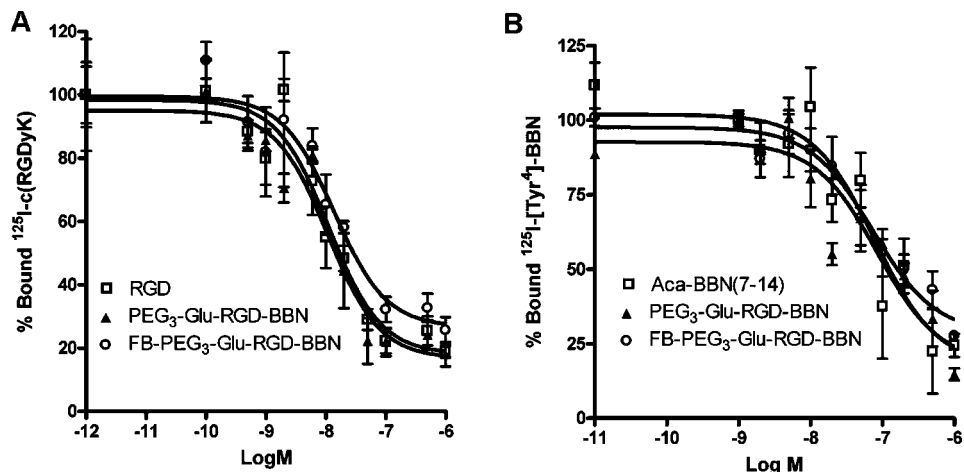 A
120
100
80
60
40
20
0
% Bound ¹²⁵I-c(RGDyK)
RGD
PEG₃-Glu-RGD-BBN
FB-PEG₃-Glu-RGD-BBN
-12 -11 -10 -9 -8 -7 -6
LogM
B
125
100
75
50
25
0
% Bound ¹²⁵I-[Tyr⁴]-BBN
Aca-BBN(7-14)
PEG₃-Glu-RGD-BBN
FB-PEG₃-Glu-RGD-BBN
-11 -10 -9 -8 -7 -6
Log M